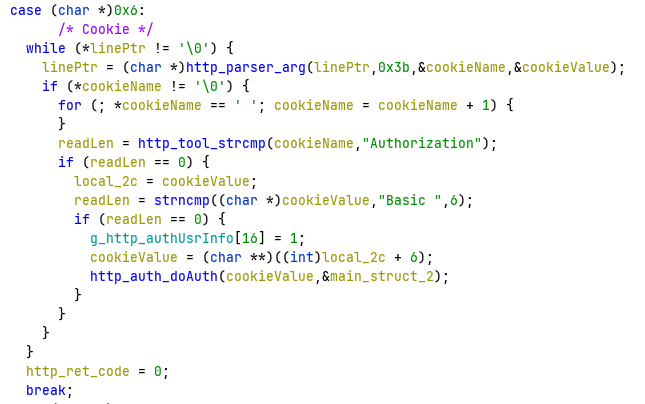 case (char *)0x6:
/* Cookie */
while (*linePtr != '\0') {
linePtr = (char *)http_parser_arg(linePtr,0x3b,&cookieName,&cookieValue);
if (*cookieName != '\0') {
for (; *cookieName == ' '; cookieName = cookieName + 1) {
}
readLen = http_tool_strcmp(cookieName,"Authorization");
if (readLen == 0) {
local_2c = cookieValue;
readLen = strncmp((char *)cookieValue,"Basic ",6);
if (readLen == 0) {
g_http_authUsrInfo[16] = 1;
cookieValue = (char **)((int)local_2c + 6);
http_auth_doAuth(cookieValue,&main_struct_2);
}
}
}
}
http_ret_code = 0;
break;